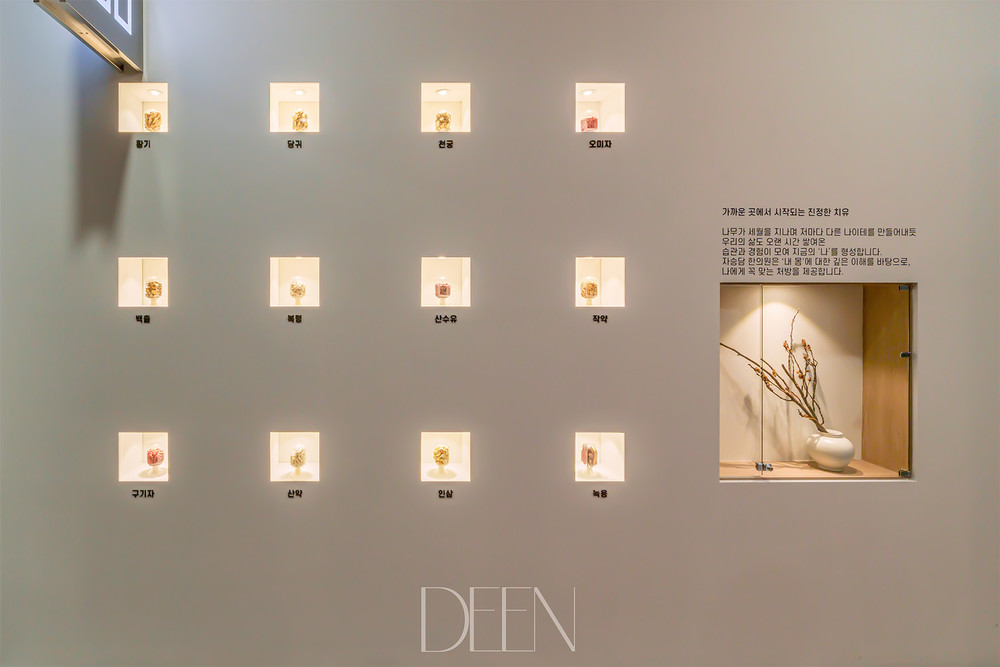 황기
당귀
천궁
오미자
백출
복령
산수유
작약
구기자
산약
인삼
녹용
가까운 곳에서 시작되는 진정한 치유
나무가 세월을 지나며 저마다 다른 나이테를 만들어내듯
우리의 삶도 오랜 시간 쌓여온
습관과 경험이 모여 지금의 '나'를 형성합니다.
자승담 한의원은 '내 몸'에 대한 깊은 이해를 바탕으로,
나에게 꼭 맞는 처방을 제공합니다.
DEEN